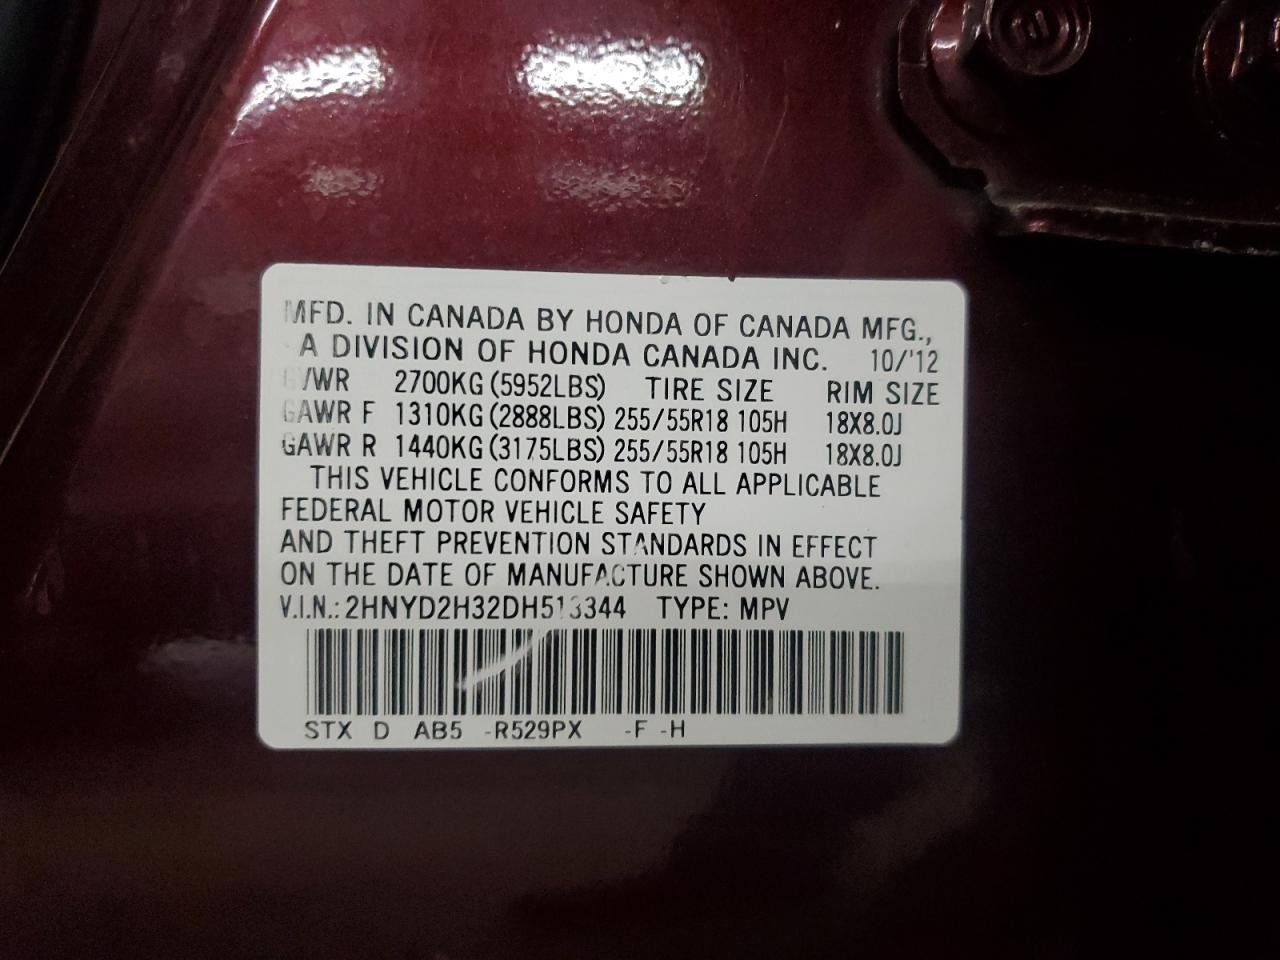 MFD. IN CANADA BY HONDA OF CANADA MFG.,
A DIVISION OF HONDA CANADA INC. 10/'12
GVWR 2700KG (5952LBS) TIRE SIZE RIM SIZE
GAWR F 1310KG (2888LBS) 255/55R18 105H 18X8.0J
GAWR R 1440KG (3175LBS) 255/55R18 105H 18X8.0J
THIS VEHICLE CONFORMS TO ALL APPLICABLE
FEDERAL MOTOR VEHICLE SAFETY
AND THEFT PREVENTION STANDARDS IN EFFECT
ON THE DATE OF MANUFACTURE SHOWN ABOVE.
V.I.N.: 2HNYD2H32DH513344 TYPE: MPV
STX D AB5 -R529PX -F -H